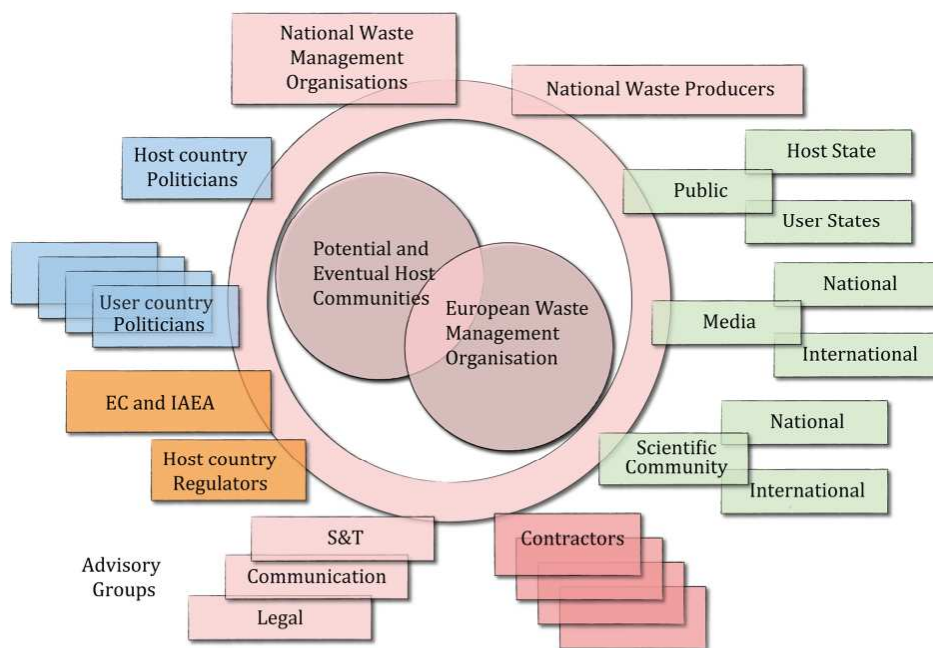 National Waste
Management
Organisations
National Waste Producers
Host country
Politicians
Host State
Public
User States
Potential and
Eventual Host
Communities
User country
Politicians
European Waste
Management
Organisation
National
Media
International
EC and IAEA
National
Scientific
Community
International
Host country
Regulators
S&T
Contractors
Advisory
Groups
Communication
Legal